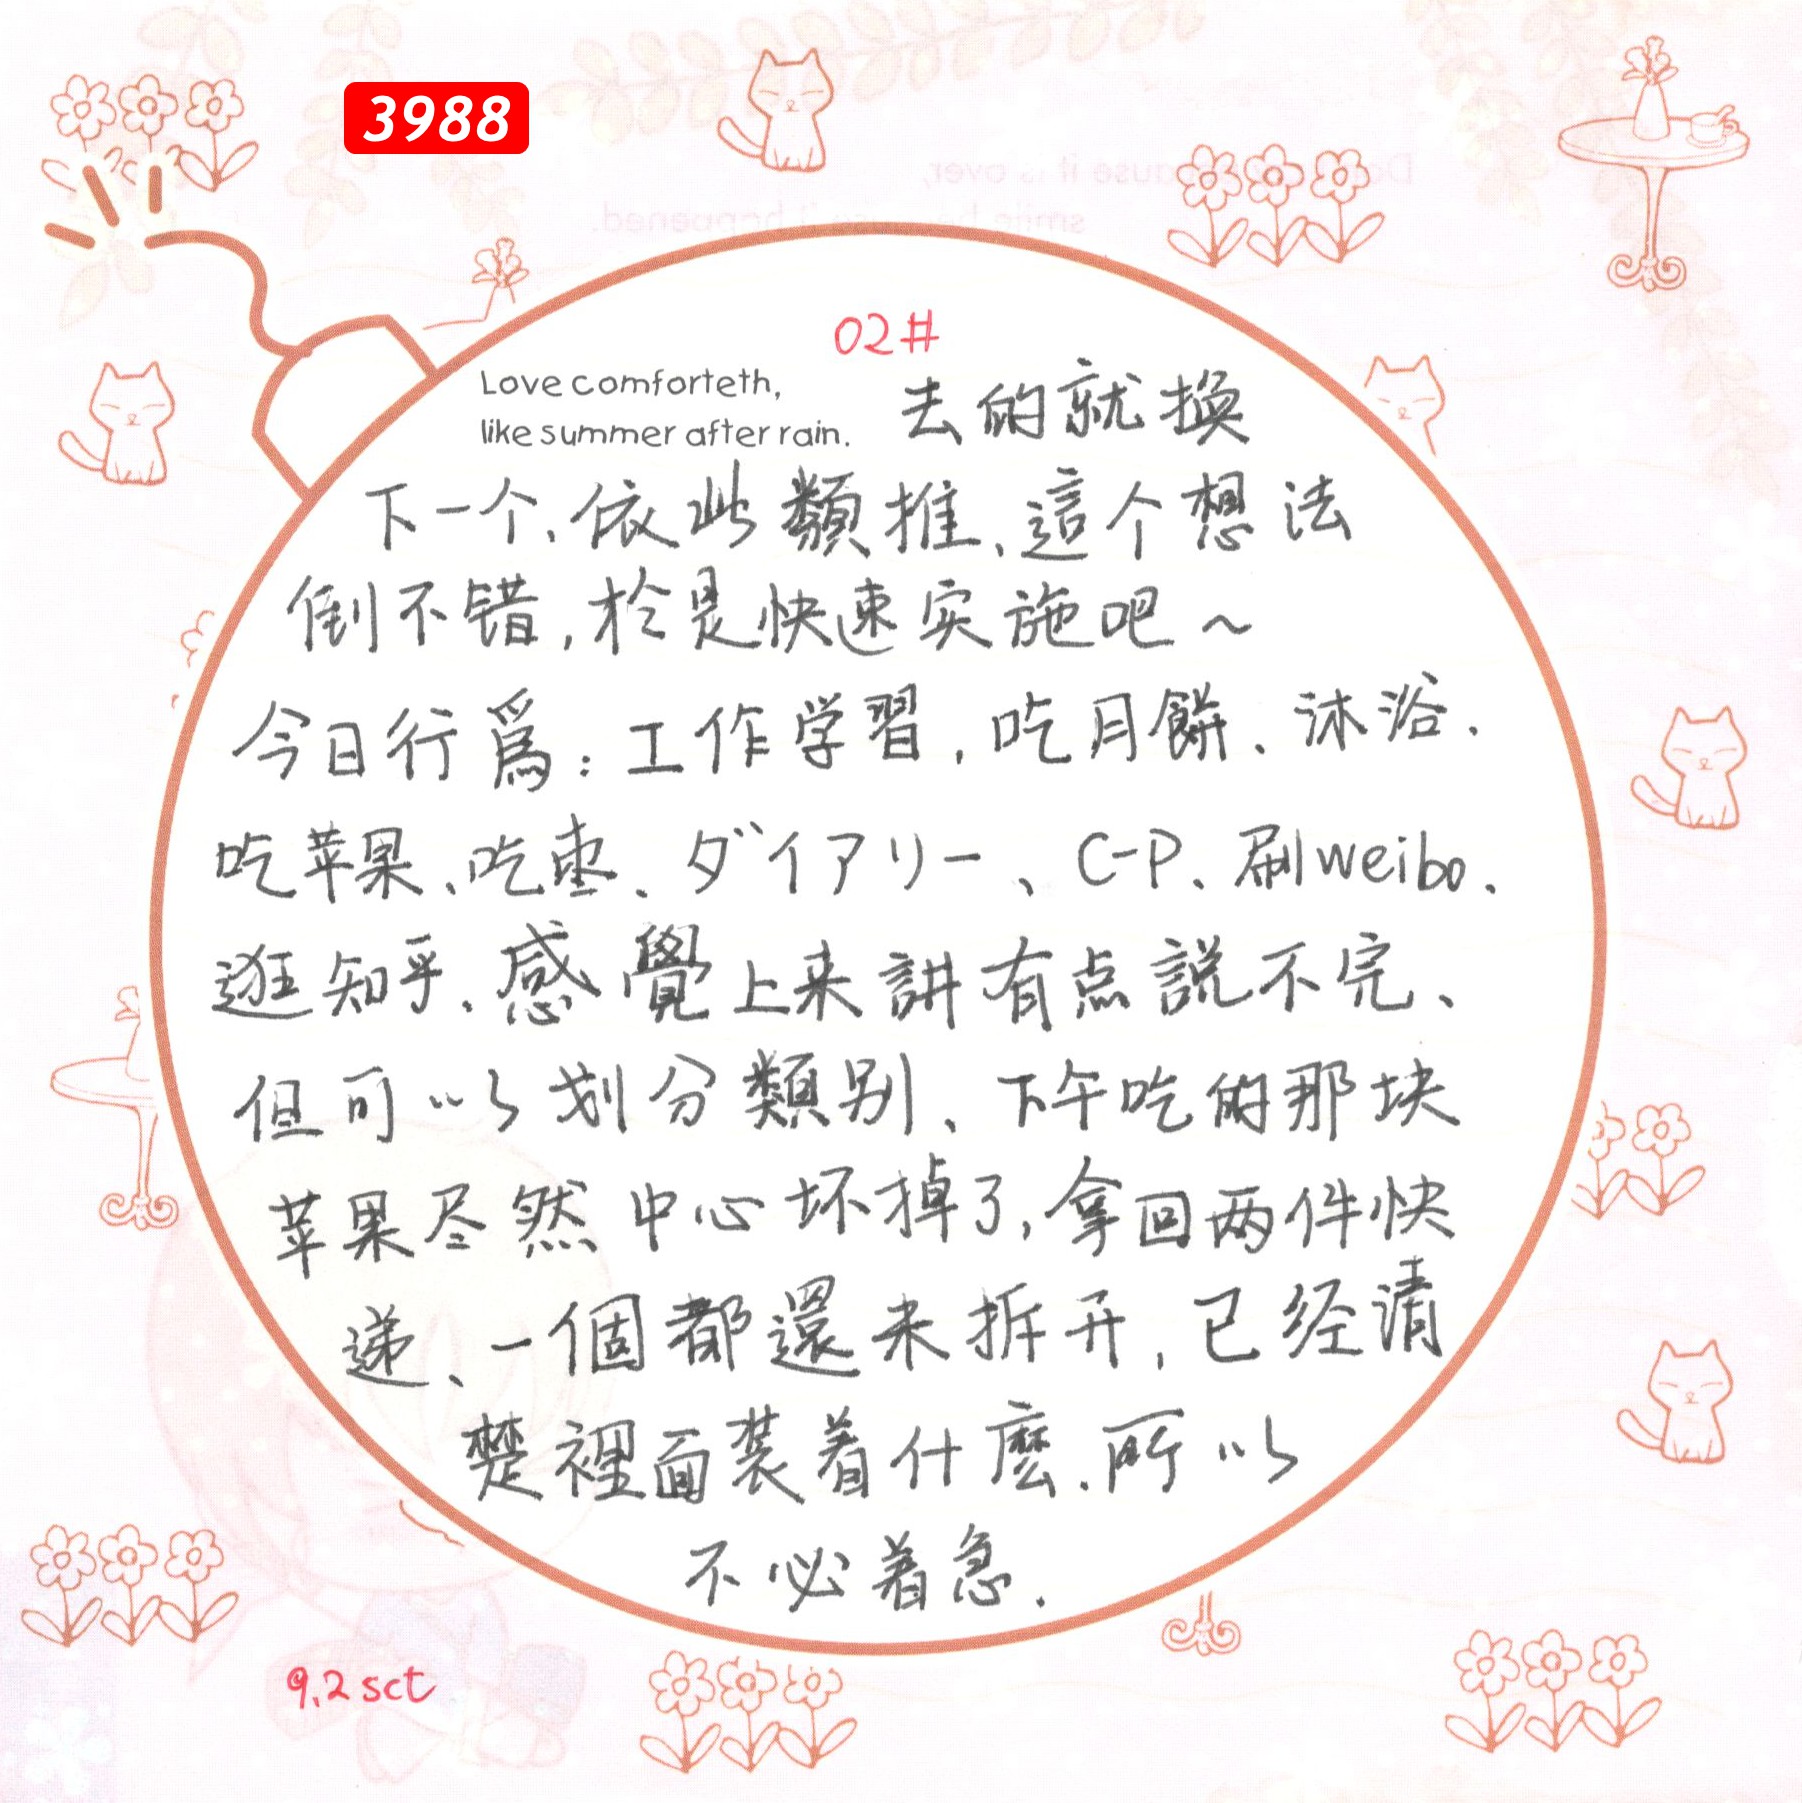 3988
Don't cry because it is over,
smile because it happened.
02#
Love comforteth,
like summer after rain.
去的就換
下一个、依此類推、這个想法
倒不错,於是快速实施吧~
今日行爲:工作学習,吃月餅、沐浴、
吃苹果、吃枣、ダイアリー、C-P、刷weibo、
逛知乎、感覺上来講有点説不完、
但可以划分類别、下午吃的那块
苹果尽然中心坏掉了,拿回两件快
递、一個都還未拆开,已经清
楚裡面装着什麼、所以
不必着急.
9.2 sct